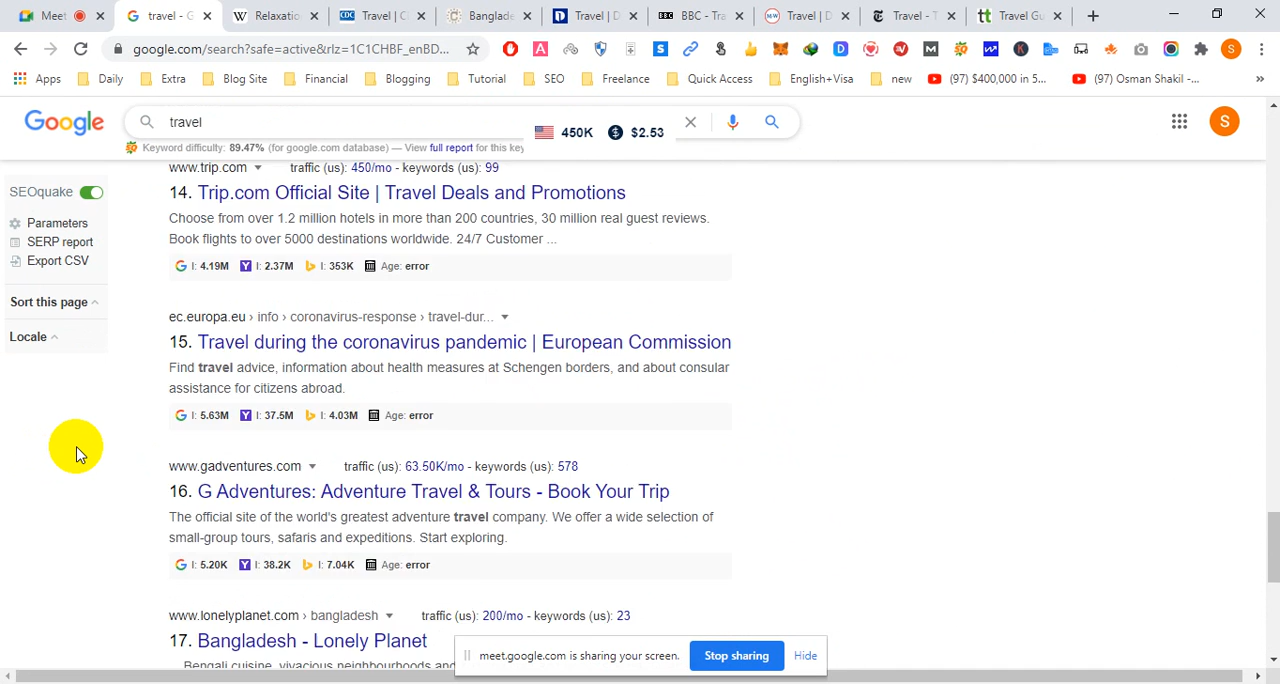 Meet
travel - G
Relaxatio
CDC Travel | C
Banglade
Travel | D
BBC BBC - Tra
Travel | D
Travel - T
tt Travel Gu
google.com/search?safe=active&rlz=1C1CHBF_enBD...
Apps Daily Extra Blog Site Financial Blogging Tutorial SEO Freelance Quick Access English+Visa new (97) $400,000 in 5... (97) Osman Shakil -... »
Google
travel
450K $2.53
Keyword difficulty: 89.47% (for google.com database) — View full report for this key
S
SEOquake
Parameters
SERP report
Export CSV
Sort this page
Locale
www.trip.com traffic (us): 450/mo - keywords (us): 99
14. Trip.com Official Site | Travel Deals and Promotions
Choose from over 1.2 million hotels in more than 200 countries, 30 million real guest reviews.
Book flights to over 5000 destinations worldwide. 24/7 Customer ...
I: 4.19M I: 2.37M I: 353K Age: error
ec.europa.eu › info › coronavirus-response › travel-dur...
15. Travel during the coronavirus pandemic | European Commission
Find travel advice, information about health measures at Schengen borders, and about consular
assistance for citizens abroad.
I: 5.63M I: 37.5M I: 4.03M Age: error
www.gadventures.com traffic (us): 63.50K/mo - keywords (us): 578
16. G Adventures: Adventure Travel & Tours - Book Your Trip
The official site of the world's greatest adventure travel company. We offer a wide selection of
small-group tours, safaris and expeditions. Start exploring.
I: 5.20K I: 38.2K I: 7.04K Age: error
www.lonelyplanet.com › bangladesh traffic (us): 200/mo - keywords (us): 23
17. Bangladesh - Lonely Planet
Bengali cuisine, vivacious neighbourhoods and
meet.google.com is sharing your screen. Stop sharing Hide